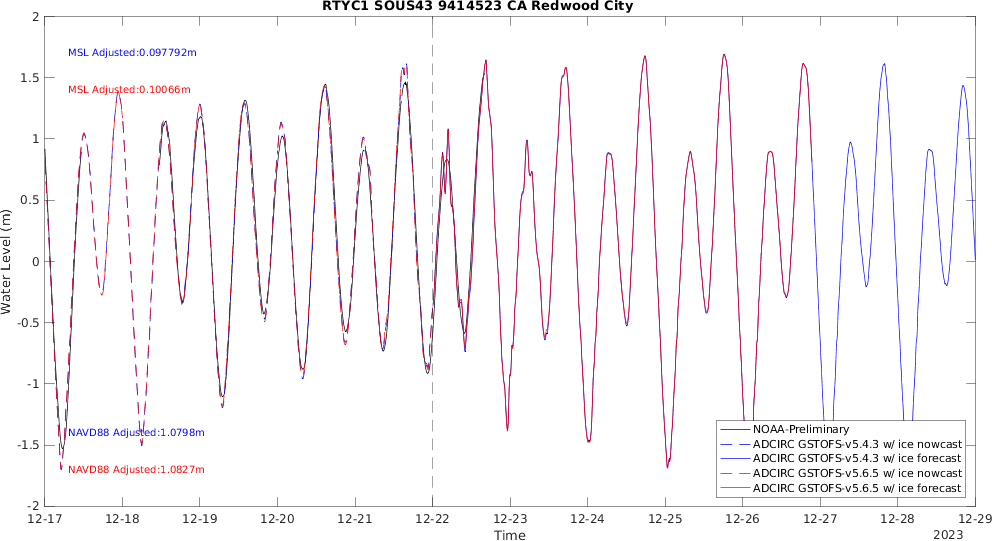 RTYC1 SOUS43 9414523 CA Redwood City
2
1.5
1
0.5
0
-0.5
-1
-1.5
-2
Water Level (m)
MSL Adjusted:0.097792m
MSL Adjusted:0.10066m
NAVD88 Adjusted:1.0798m
NAVD88 Adjusted:1.0827m
NOAA-Preliminary
ADCIRC GSTOFS-v5.4.3 w/ ice nowcast
ADCIRC GSTOFS-v5.4.3 w/ ice forecast
ADCIRC GSTOFS-v5.6.5 w/ ice nowcast
ADCIRC GSTOFS-v5.6.5 w/ ice forecast
12-17 12-18 12-19 12-20 12-21 12-22 12-23 12-24 12-25 12-26 12-27 12-28 12-29
Time
2023